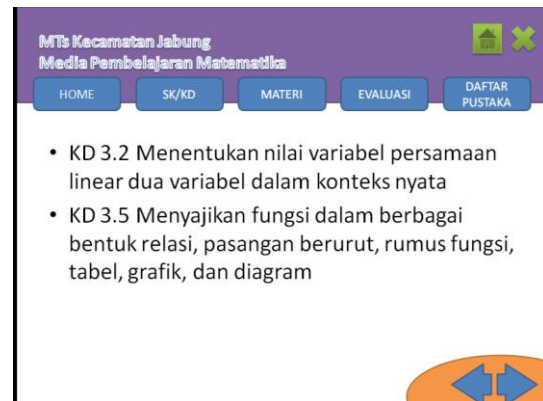 MTs Kecamatan Jabung
Media Pembelajaran Matematika
HOME
SK/KD
MATERI
EVALUASI
DAFTAR
PUSTAKA
• KD 3.2 Menentukan nilai variabel persamaan
linear dua variabel dalam konteks nyata
• KD 3.5 Menyajikan fungsi dalam berbagai
bentuk relasi, pasangan berurut, rumus fungsi,
tabel, grafik, dan diagram